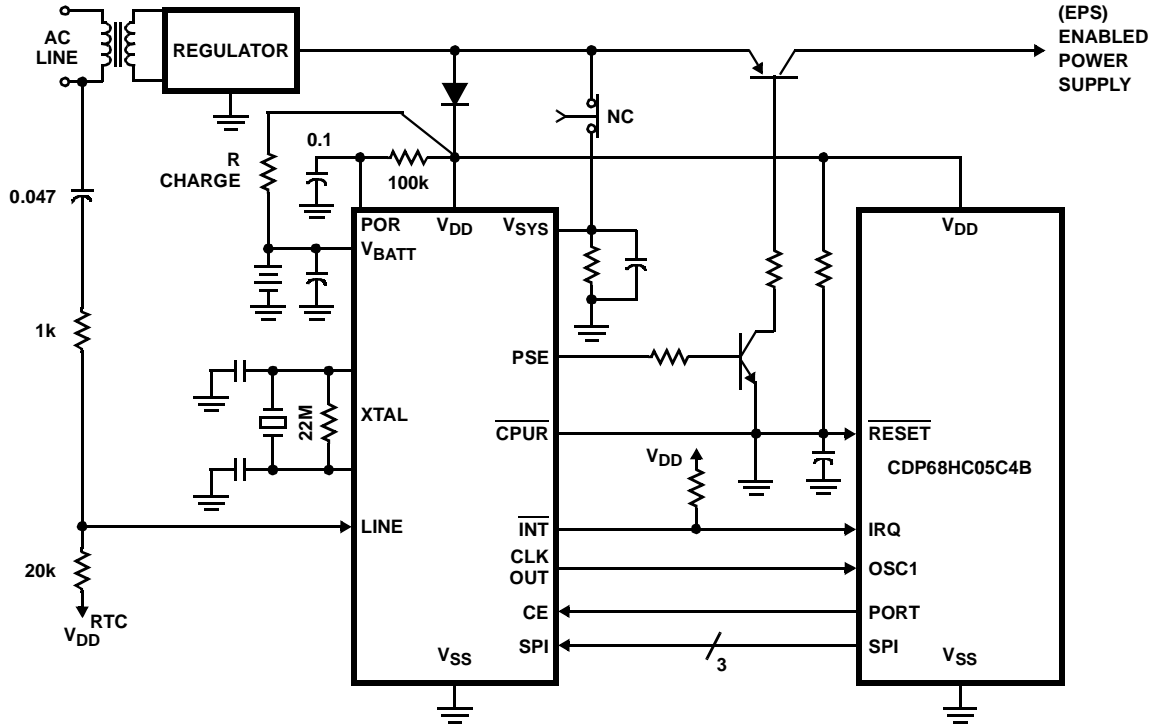 AC
LINE
REGULATOR
(EPS)
ENABLED
POWER
SUPPLY
NC
R
CHARGE
0.1
100k
0.047
POR
VDD
VSYS
VBATT
VDD
1k
PSE
XTAL
22M
CPUR
RESET
VDD
CDP68HC05C4B
LINE
INT
IRQ
20k
CLK
OUT
OSC1
RTC
VDD
CE
PORT
SPI
3
SPI
VSS
VSS